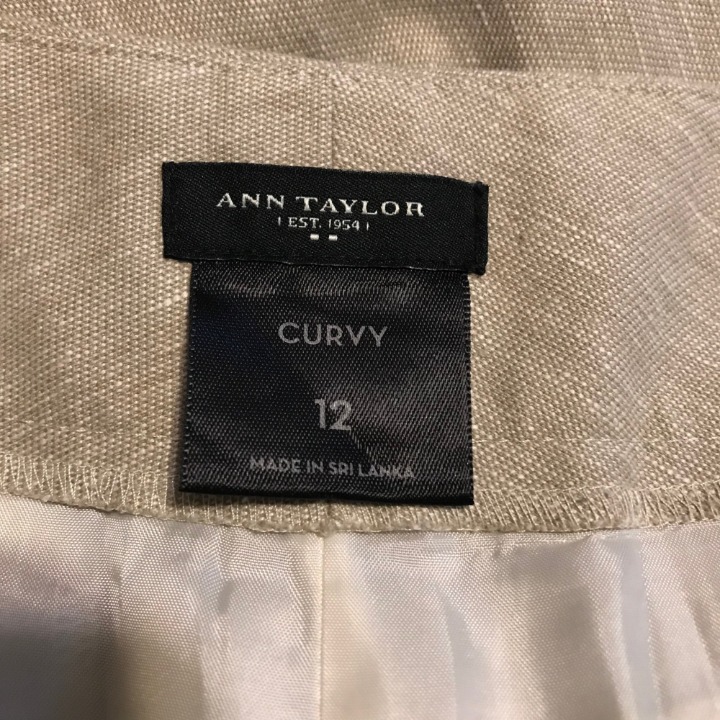 ANN TAYLOR
EST. 1954
CURVY
12
MADE IN SRI LANKA